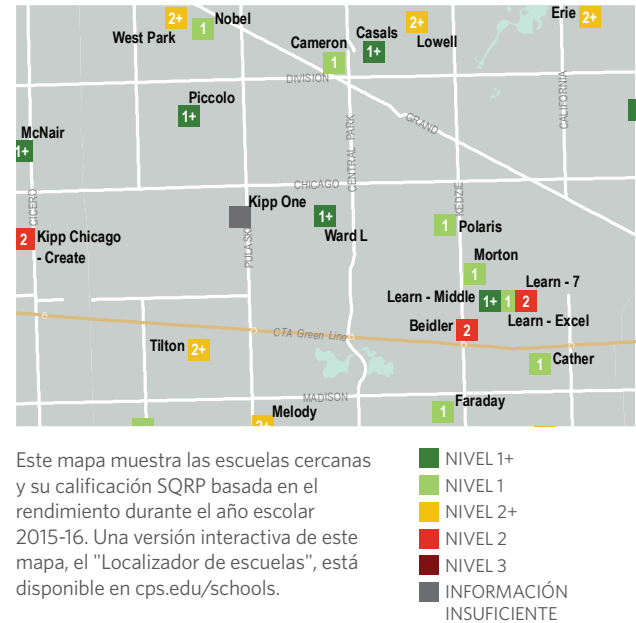 2+
Erie
2+
West Park
1
Nobel
2+
Lowell
Casals
1+
Cameron
1
DIVISION
CALIFORNIA
Piccolo
1+
GRAND
CENTRAL PARK
McNair
1+
CHICAGO
KEDZIE
CICERO
Kipp One
1+
Ward L
1
Polaris
PULASKI
2
Kipp Chicago
- Create
Morton
1
Learn - 7
Learn - Middle
1+
1
2
Learn - Excel
Beidler
2
CTA Green Line
Tilton
2+
1
Cather
MADISON
Melody
2+
1
Faraday
1
Este mapa muestra las escuelas cercanas
y su calificación SQRP basada en el
rendimiento durante el año escolar
2015-16. Una versión interactiva de este
mapa, el "Localizador de escuelas", está
disponible en cps.edu/schools.
NIVEL 1+
NIVEL 1
NIVEL 2+
NIVEL 2
NIVEL 3
INFORMACIÓN
INSUFICIENTE